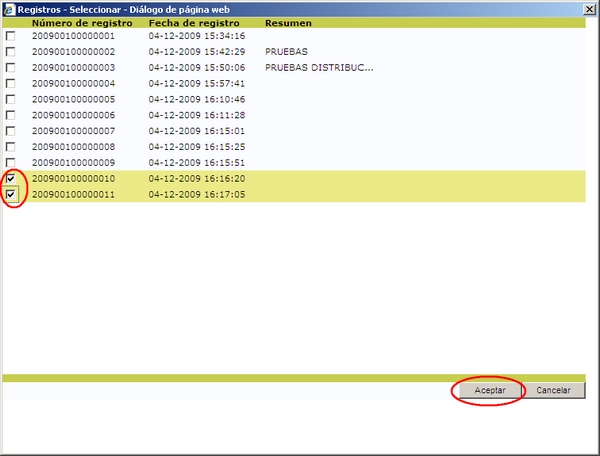 Registros - Seleccionar - Diálogo de página web
Número de registro Fecha de registro Resumen
200900100000001 04-12-2009 15:34:16
200900100000002 04-12-2009 15:42:29 PRUEBAS
200900100000003 04-12-2009 15:50:06 PRUEBAS DISTRIBUC...
200900100000004 04-12-2009 15:57:41
200900100000005 04-12-2009 16:10:46
200900100000006 04-12-2009 16:11:28
200900100000007 04-12-2009 16:15:01
200900100000008 04-12-2009 16:15:25
200900100000009 04-12-2009 16:15:51
200900100000010 04-12-2009 16:16:20
200900100000011 04-12-2009 16:17:05
Aceptar Cancelar